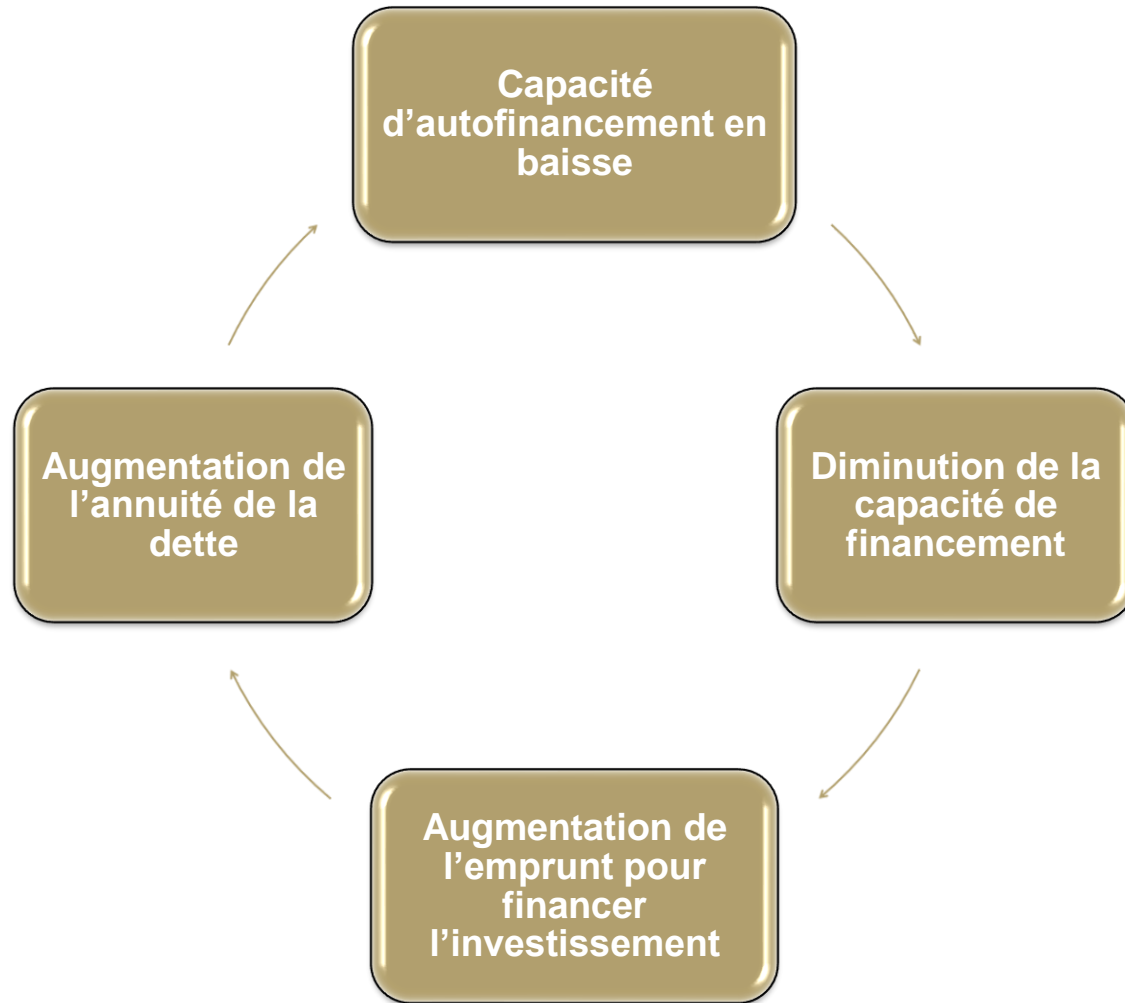 Capacité
d’autofinancement en
baisse
Diminution de la
capacité de
financement
Augmentation de
l’emprunt pour
financer
l’investissement
Augmentation de
l’annuité de la
dette